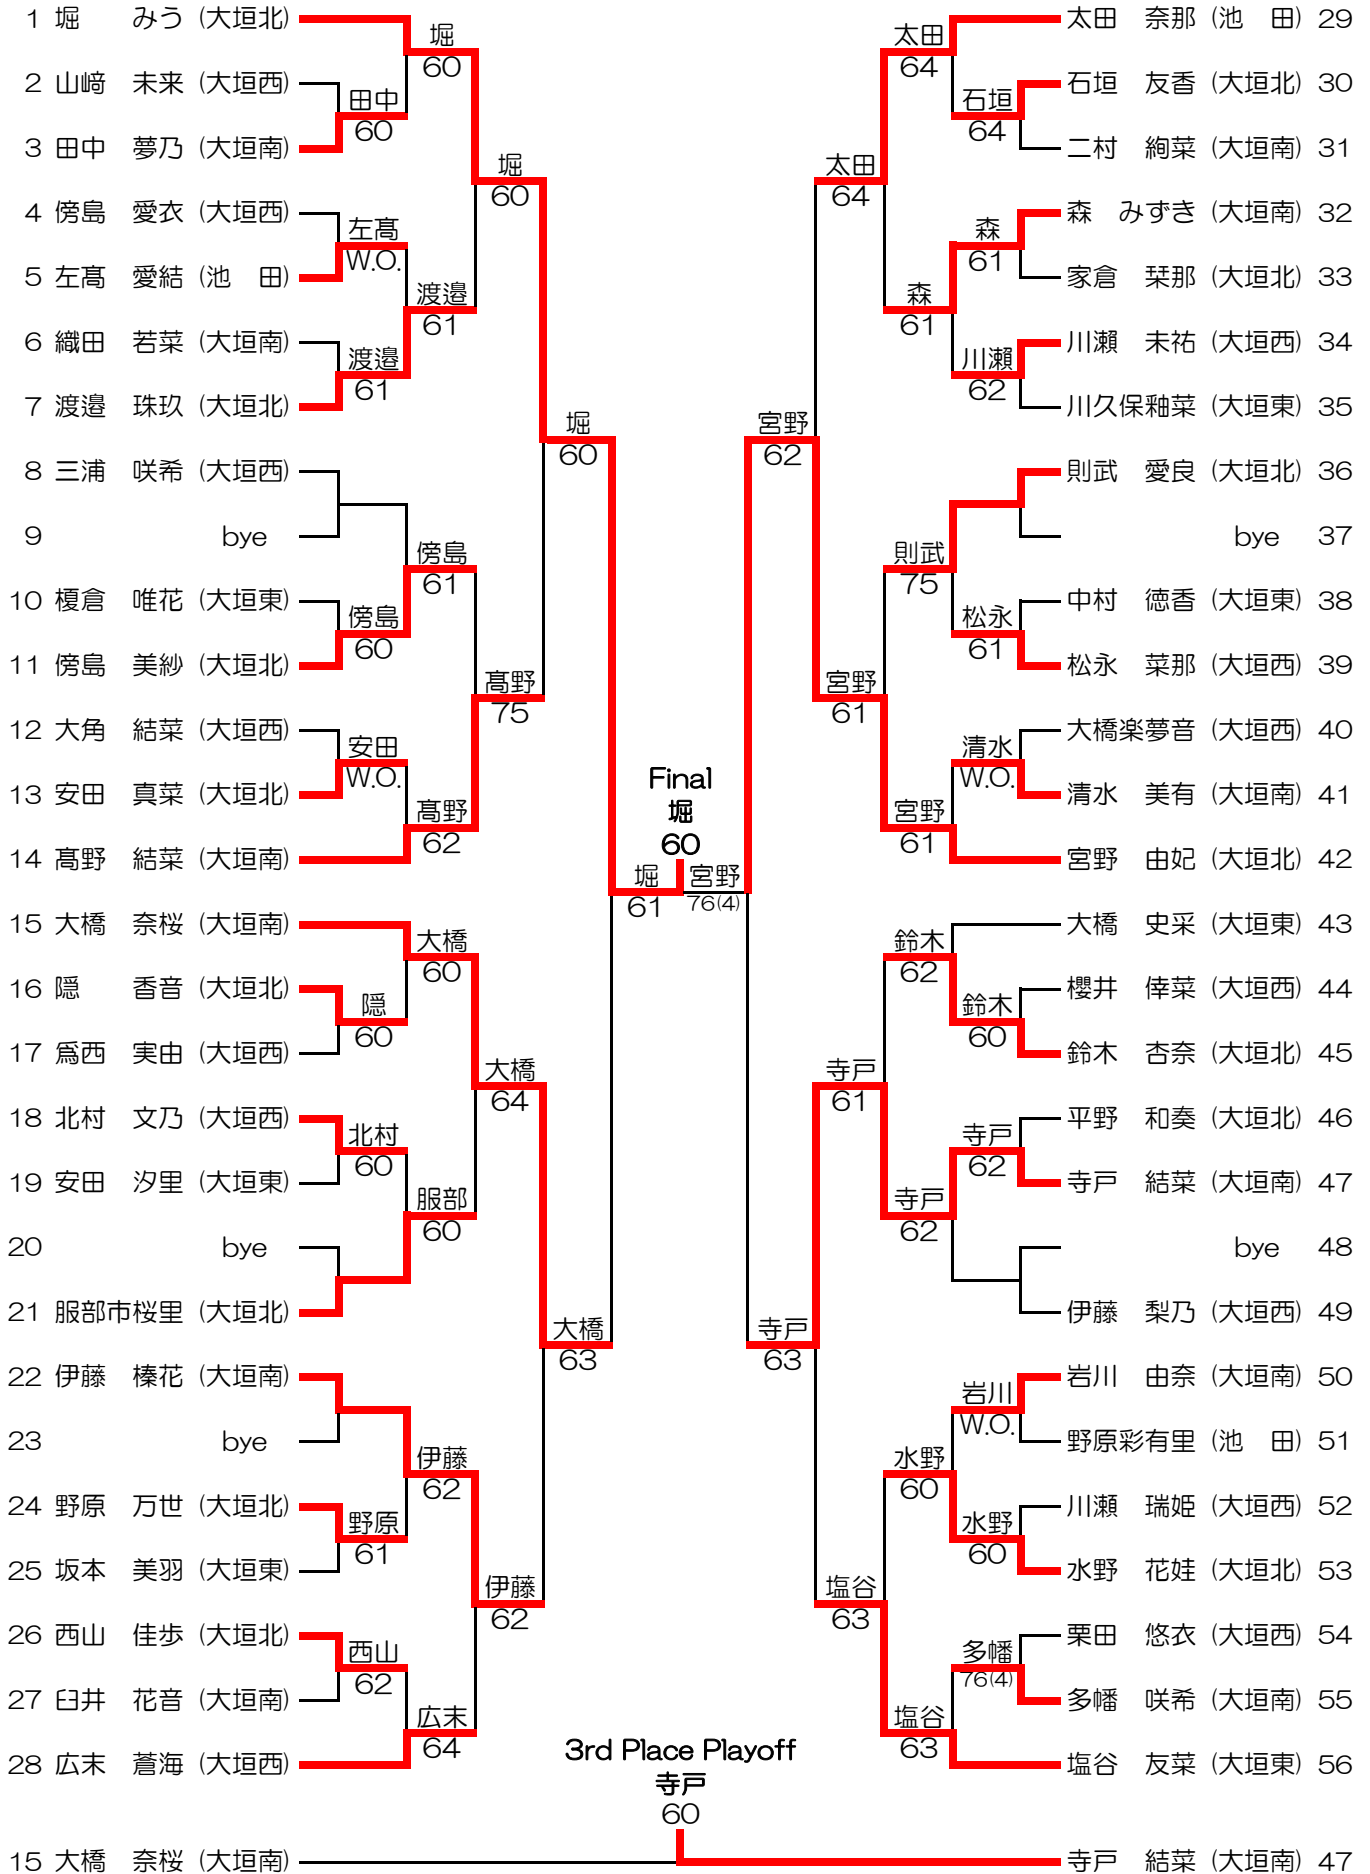 1 堀　　みう (大垣北)
2 山﨑　未来 (大垣西)
3 田中　夢乃 (大垣南)
4 傍島　愛衣 (大垣西)
5 左髙　愛結 (池　田)
6 織田　若菜 (大垣南)
7 渡邉　珠玖 (大垣北)
8 三浦　咲希 (大垣西)
9 bye
10 榎倉　唯花 (大垣東)
11 傍島　美紗 (大垣北)
12 大角　結菜 (大垣西)
13 安田　真菜 (大垣北)
14 髙野　結菜 (大垣南)
15 大橋　奈桜 (大垣南)
16 隠　　香音 (大垣北)
17 爲西　実由 (大垣西)
18 北村　文乃 (大垣西)
19 安田　汐里 (大垣東)
20 bye
21 服部市桜里 (大垣北)
22 伊藤　榛花 (大垣南)
23 bye
24 野原　万世 (大垣北)
25 坂本　美羽 (大垣東)
26 西山　佳歩 (大垣北)
27 臼井　花音 (大垣南)
28 広末　蒼海 (大垣西)
田中
60
左髙
W.O.
渡邉
61
傍島
60
安田
W.O.
隠
60
北村
60
野原
61
西山
62
堀
60
渡邉
61
傍島
61
髙野
62
大橋
60
服部
60
伊藤
62
広末
64
堀
60
髙野
75
大橋
64
伊藤
62
堀
60
大橋
63
堀
61
Final
堀
60
宮野
76(4)
宮野
62
寺戸
63
太田
64
宮野
61
寺戸
61
塩谷
63
太田
64
森
61
則武
75
宮野
61
鈴木
62
寺戸
62
水野
60
塩谷
63
石垣
64
森
61
川瀬
62
松永
61
清水
W.O.
鈴木
60
寺戸
62
岩川
W.O.
水野
60
多幡
76(4)
太田　奈那 (池　田) 29
石垣　友香 (大垣北) 30
二村　絢菜 (大垣南) 31
森　みずき (大垣南) 32
家倉　栞那 (大垣北) 33
川瀬　未祐 (大垣西) 34
川久保釉菜 (大垣東) 35
則武　愛良 (大垣北) 36
bye 37
中村　徳香 (大垣東) 38
松永　菜那 (大垣西) 39
大橋楽夢音 (大垣西) 40
清水　美有 (大垣南) 41
宮野　由妃 (大垣北) 42
大橋　史采 (大垣東) 43
櫻井　倖菜 (大垣西) 44
鈴木　杏奈 (大垣北) 45
平野　和奏 (大垣北) 46
寺戸　結菜 (大垣南) 47
bye 48
伊藤　梨乃 (大垣西) 49
岩川　由奈 (大垣南) 50
野原彩有里 (池　田) 51
川瀬　瑞姫 (大垣西) 52
水野　花娃 (大垣北) 53
栗田　悠衣 (大垣西) 54
多幡　咲希 (大垣南) 55
塩谷　友菜 (大垣東) 56
3rd Place Playoff
寺戸
60
15 大橋　奈桜 (大垣南)
寺戸　結菜 (大垣南) 47